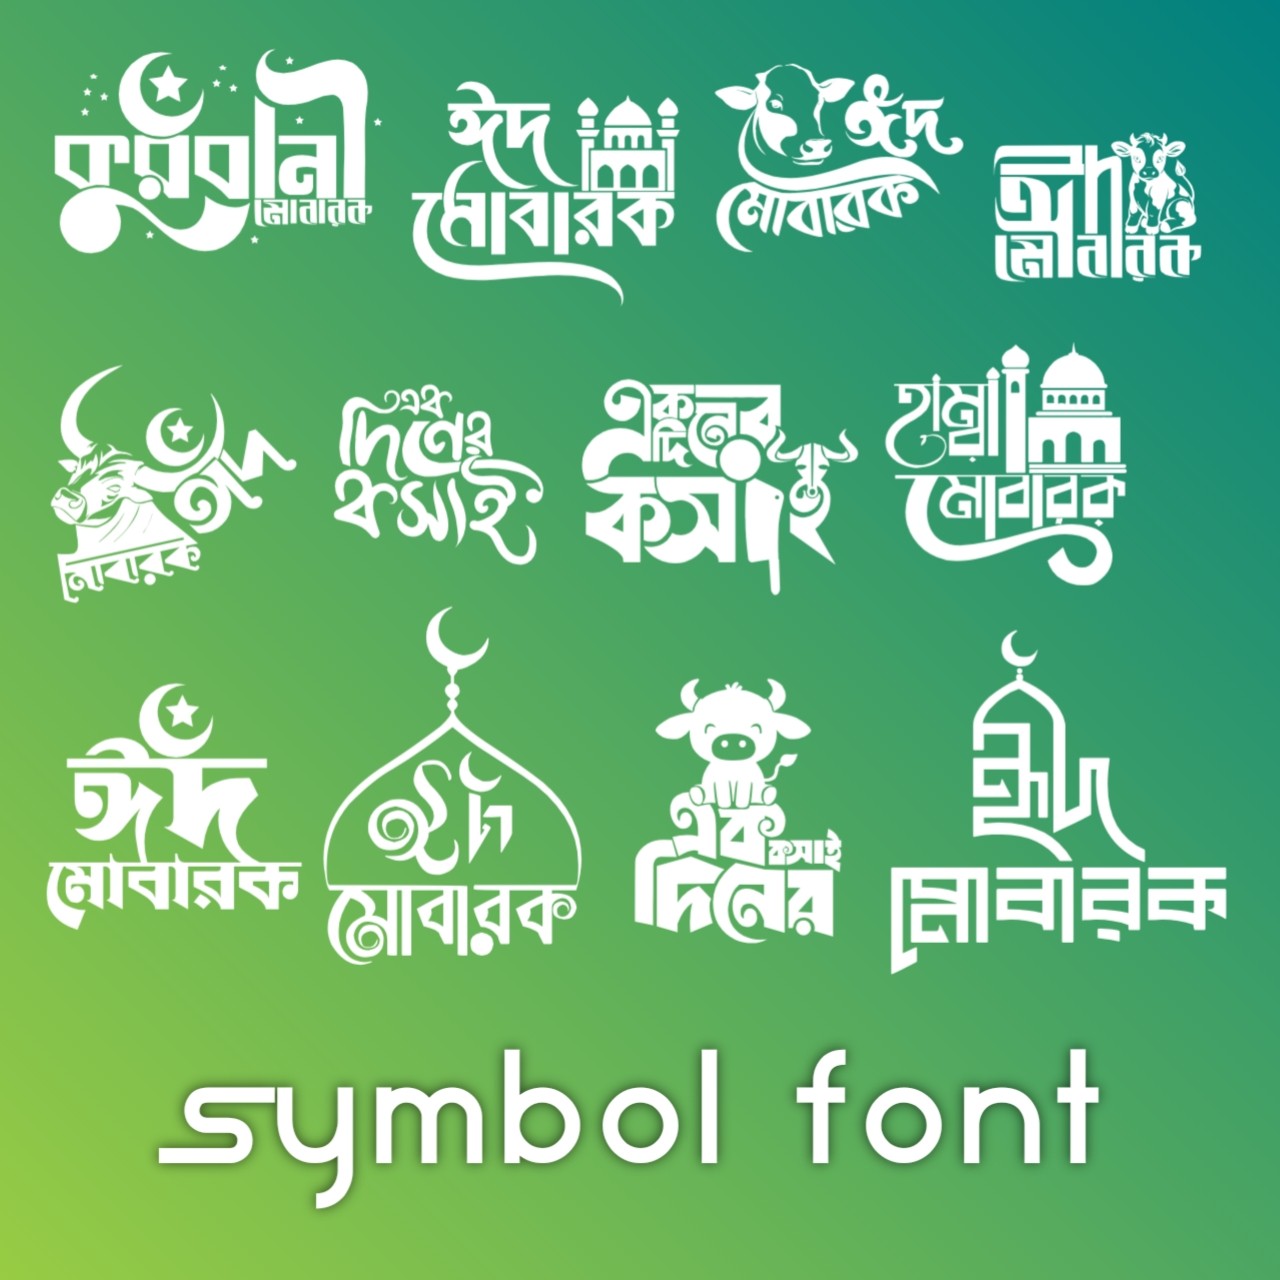 কুরবানী
মোবারক
ঈদ
মোবারক
ঈদ
মোবারক
ঈদ
মোবারক
ঈদ
মোবারক
এক
দিনের
কসাই
এক
দিনের
কসাই
হাম্বা
মোবারক
ঈদ
মোবারক
ঈদ
মোবারক
এক
কসাই
দিনের
ঈদ
মোবারক
symbol font